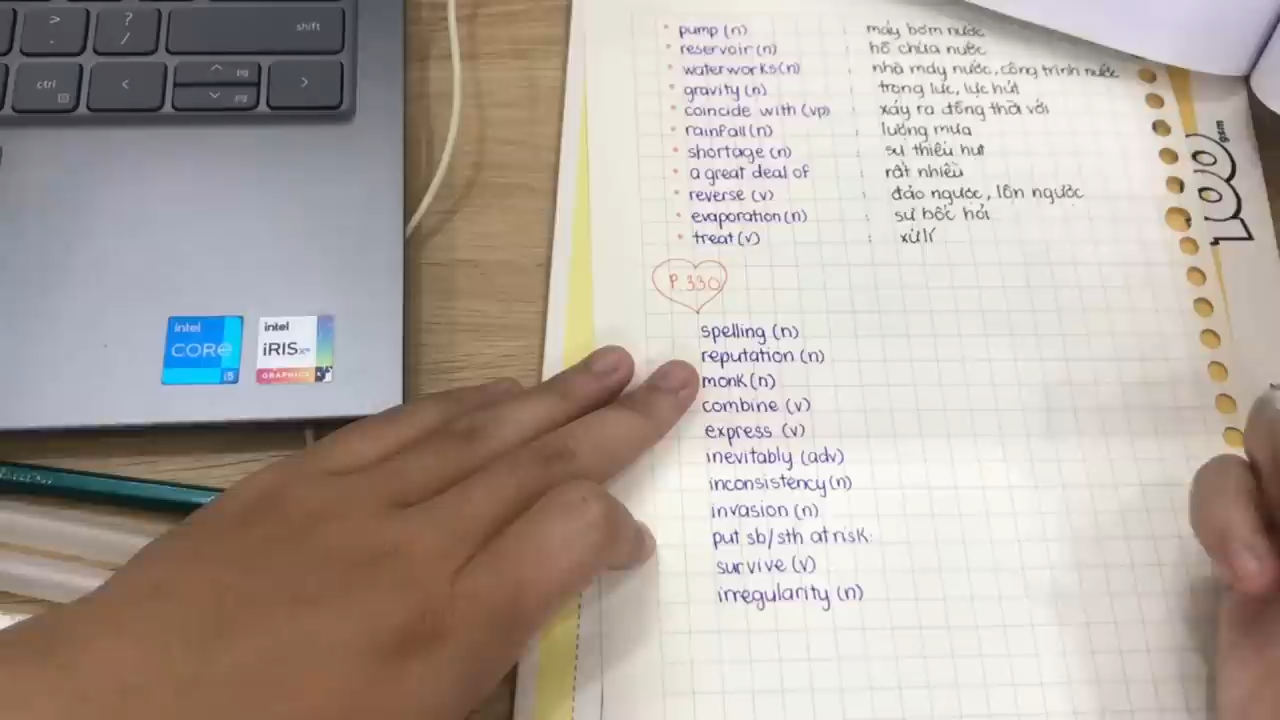 shift
ctrl
intel
CORE
i5
intel
iRIS Xe
GRAPHICS
pump (n) : máy bơm nước
reservoir (n) : hồ chứa nước
waterworks (n) : nhà máy nước, công trình nước
gravity (n) : trọng lực, lực hút
coincide with (vp) : xảy ra đồng thời với
rainfall (n) : lượng mưa
shortage (n) : sự thiếu hụt
a great deal of : rất nhiều
reverse (v) : đảo ngược, lộn ngược
evaporation (n) : sự bốc hơi
treat (v) : xử lí
P.330
spelling (n)
reputation (n)
monk (n)
combine (v)
express (v)
inevitably (adv)
inconsistency (n)
invasion (n)
put sb/sth at risk:
survive (v)
irregularity (n)
100 gsm